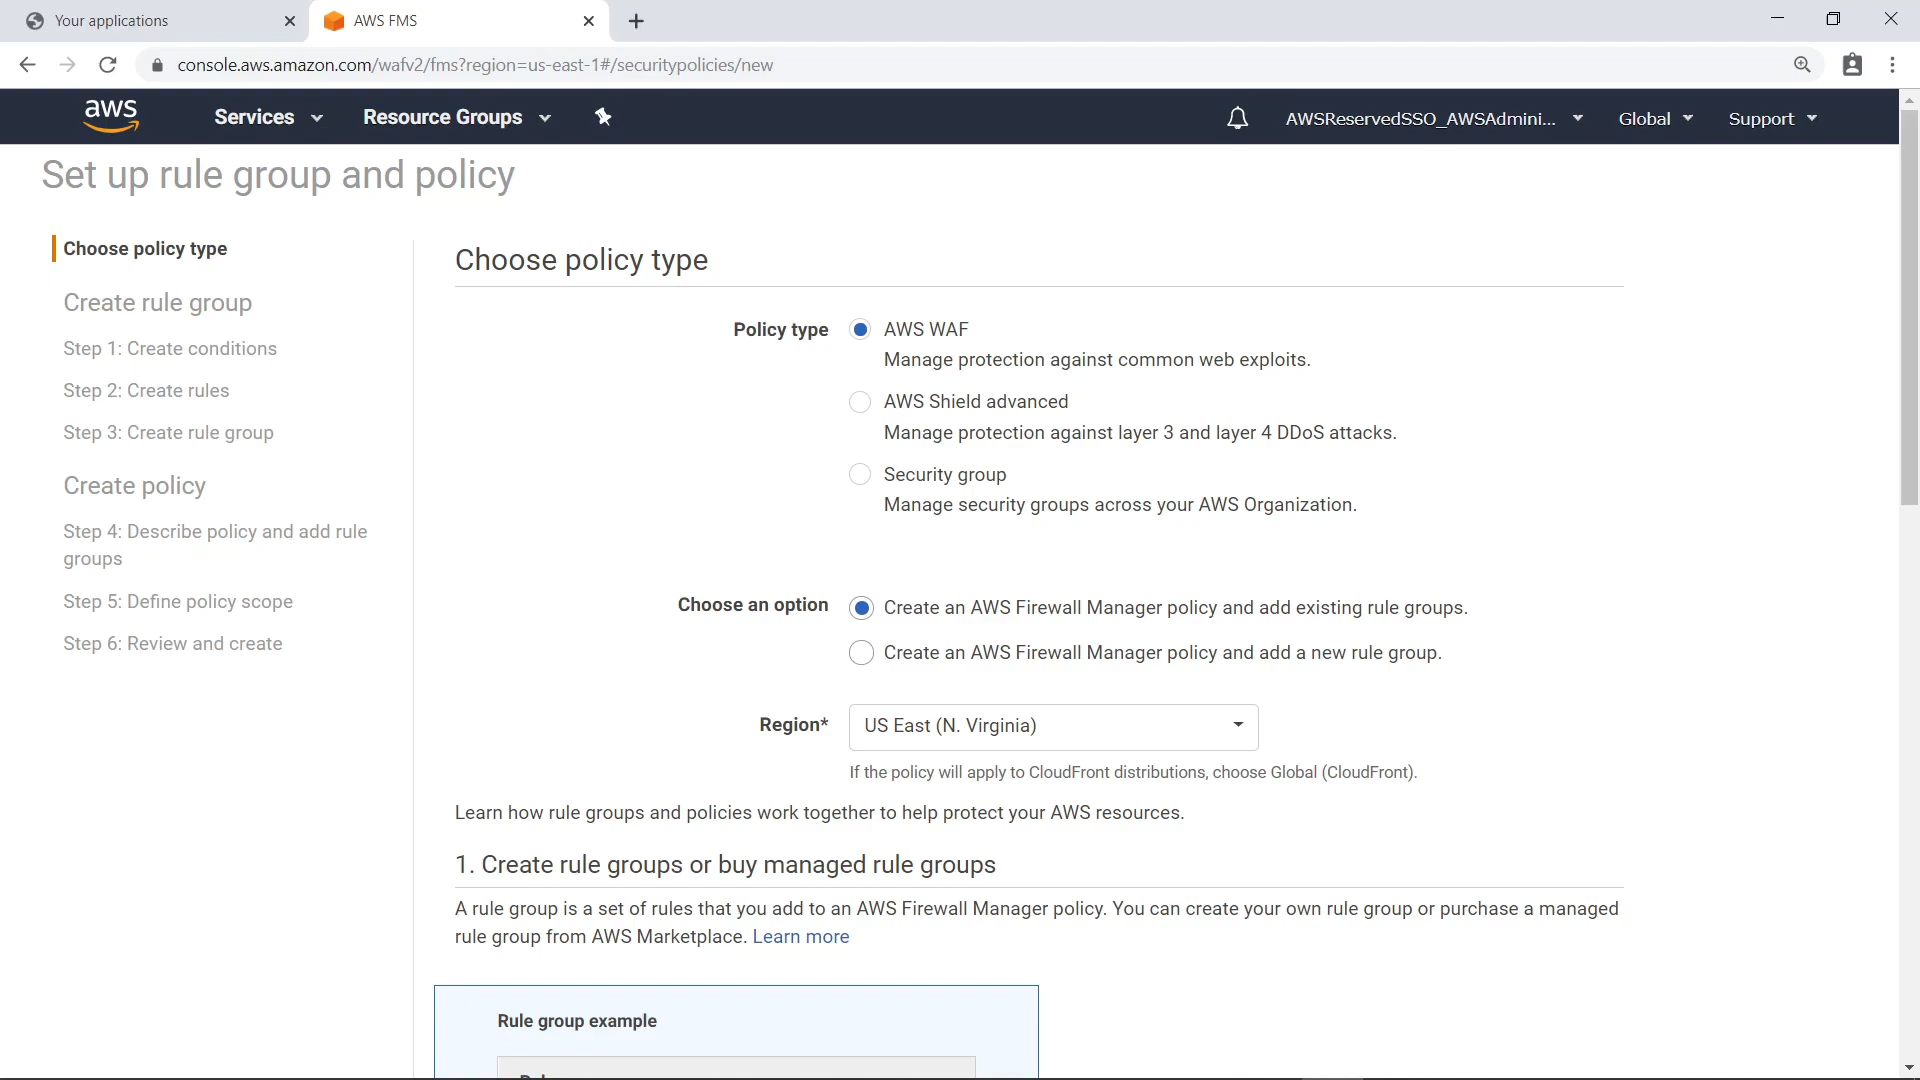 Your applications
AWS FMS
console.aws.amazon.com/wafv2/fms?region=us-east-1#/securitypolicies/new
aws
Services
Resource Groups
AWSReservedSSO_AWSAdmini...
Global
Support
Set up rule group and policy
Choose policy type
Create rule group
Step 1: Create conditions
Step 2: Create rules
Step 3: Create rule group
Create policy
Step 4: Describe policy and add rule
groups
Step 5: Define policy scope
Step 6: Review and create
Choose policy type
Policy type
AWS WAF
Manage protection against common web exploits.
AWS Shield advanced
Manage protection against layer 3 and layer 4 DDoS attacks.
Security group
Manage security groups across your AWS Organization.
Choose an option
Create an AWS Firewall Manager policy and add existing rule groups.
Create an AWS Firewall Manager policy and add a new rule group.
Region*
US East (N. Virginia)
If the policy will apply to CloudFront distributions, choose Global (CloudFront).
Learn how rule groups and policies work together to help protect your AWS resources.
1. Create rule groups or buy managed rule groups
A rule group is a set of rules that you add to an AWS Firewall Manager policy. You can create your own rule group or purchase a managed
rule group from AWS Marketplace. Learn more
Rule group example